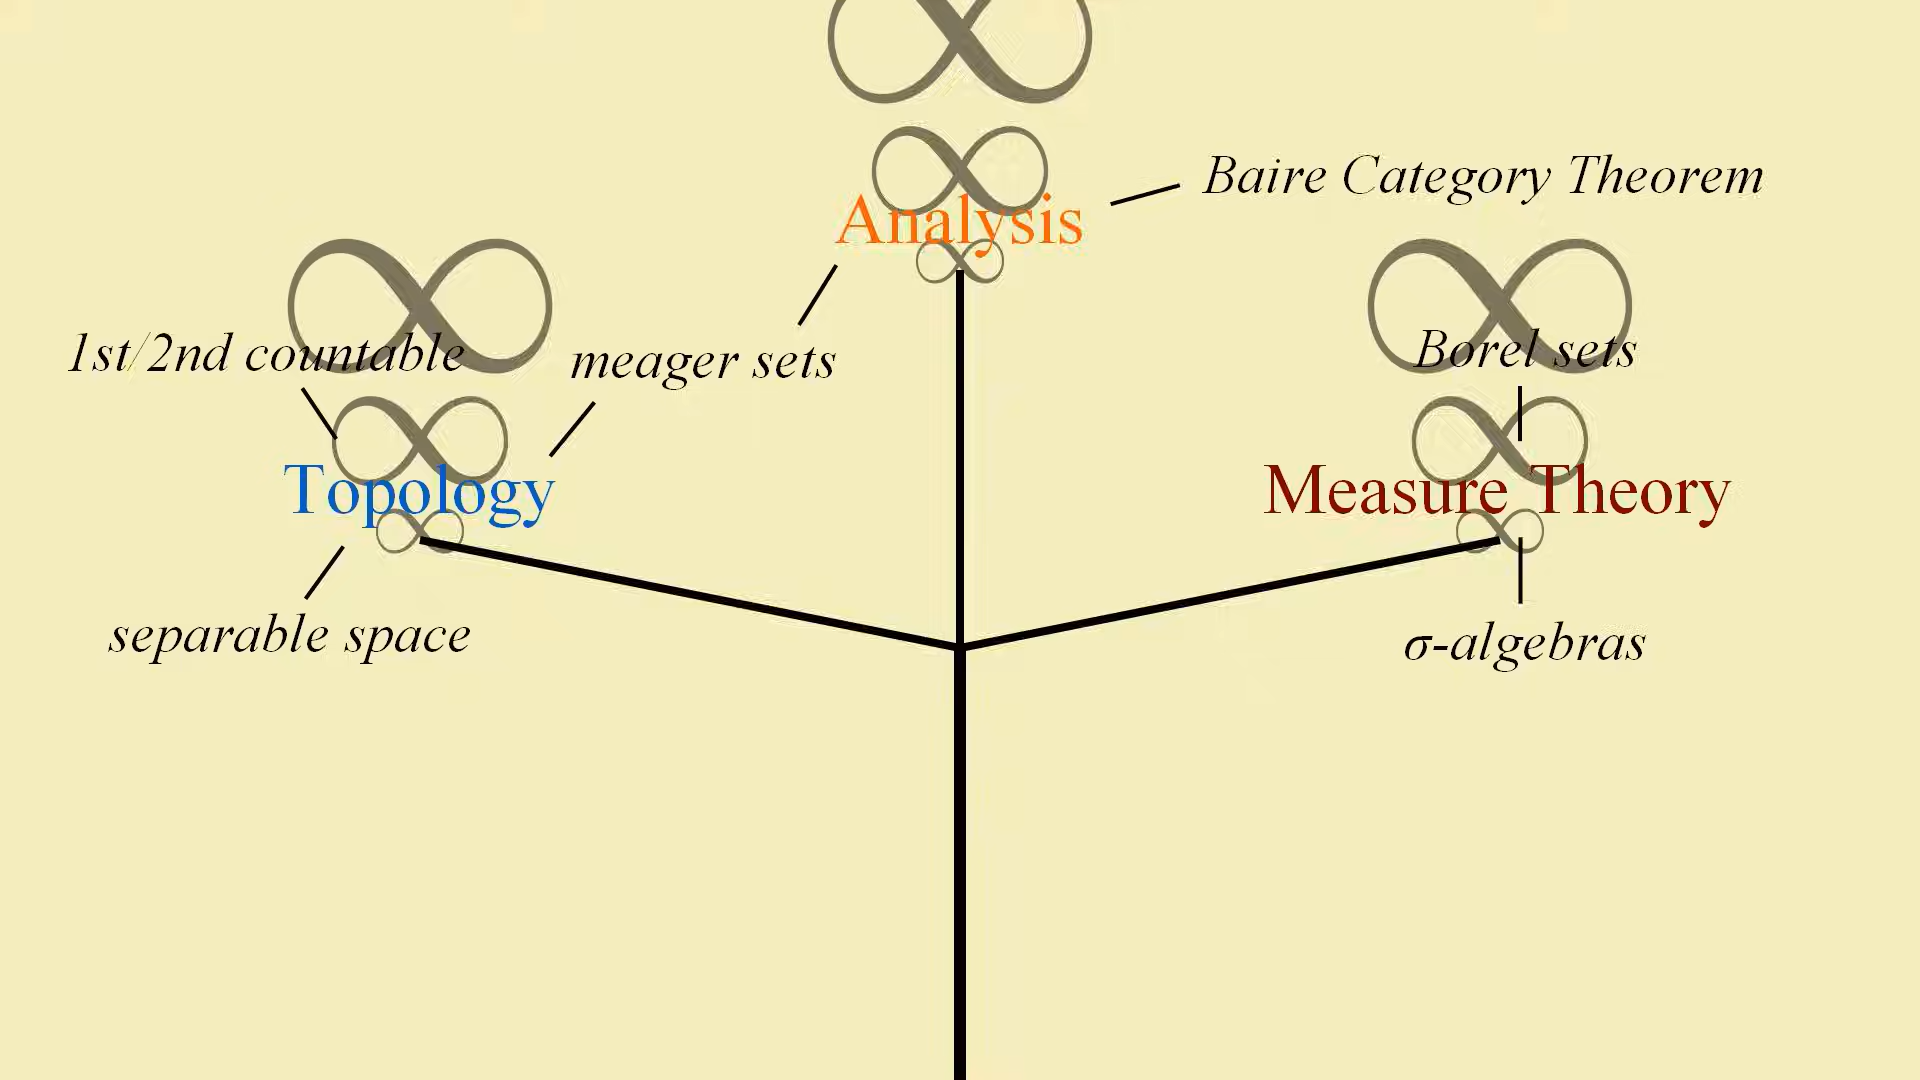 Baire Category Theorem
Analysis
1st/2nd countable
meager sets
Borel sets
Topology
Measure Theory
separable space
σ-algebras
∞
∞
∞
∞
∞
∞
∞
∞
∞